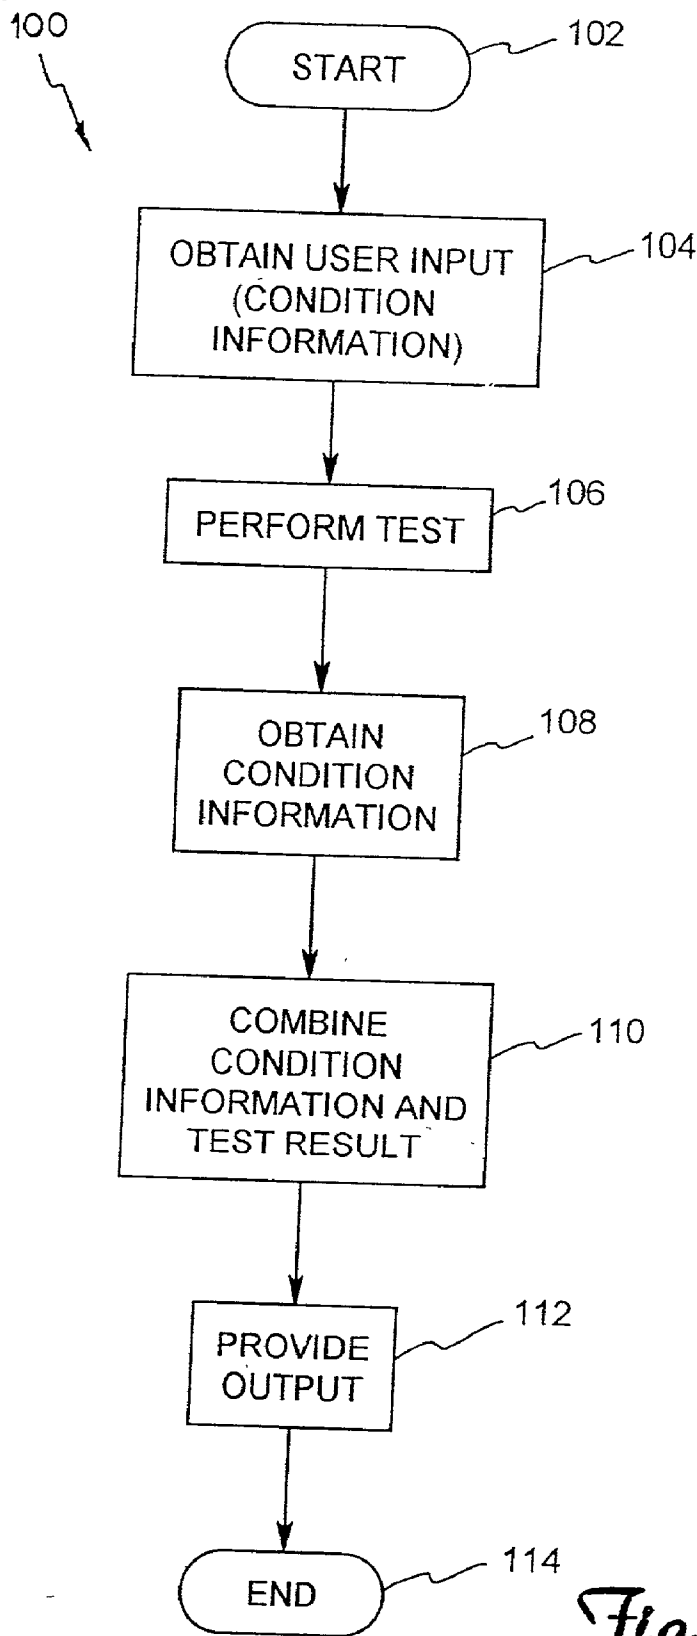 100
START
102
OBTAIN USER INPUT
(CONDITION
INFORMATION)
104
PERFORM TEST
106
OBTAIN
CONDITION
INFORMATION
108
COMBINE
CONDITION
INFORMATION AND
TEST RESULT
110
PROVIDE
OUTPUT
112
END
114
Fig.